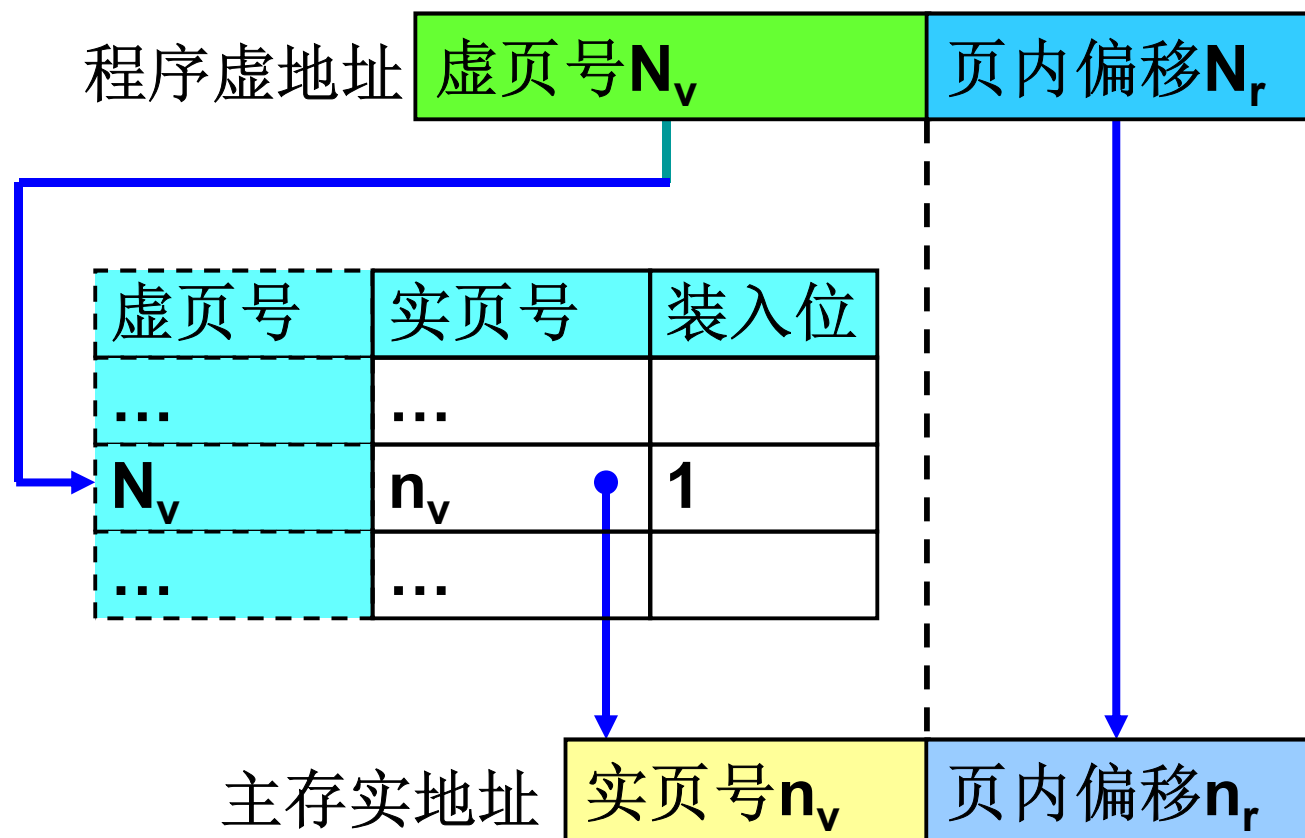 程序虚地址 虚页号Nv 页内偏移Nr
虚页号 实页号 装入位
… …
Nv nv 1
… …
主存实地址 实页号nv 页内偏移nr